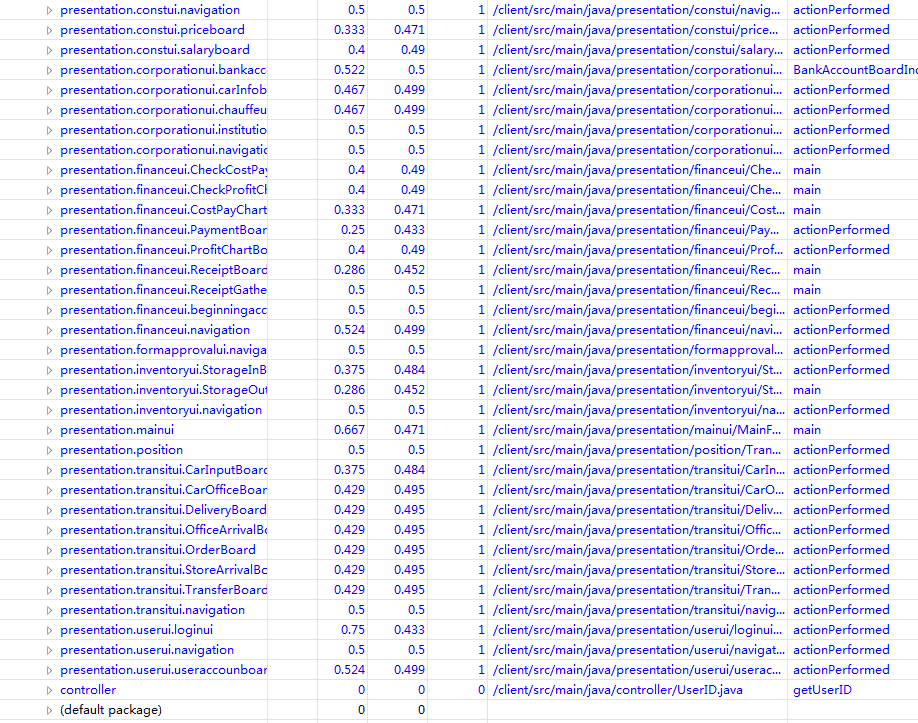 presentation.constui.navigation 0.5 0.5 1 /client/src/main/java/presentation/constui/navig... actionPerformed
presentation.constui.priceboard 0.333 0.471 1 /client/src/main/java/presentation/constui/price... actionPerformed
presentation.constui.salaryboard 0.4 0.49 1 /client/src/main/java/presentation/constui/salary... actionPerformed
presentation.corporationui.bankacc 0.522 0.5 1 /client/src/main/java/presentation/corporationui... BankAccountBoardInc
presentation.corporationui.carInfob 0.467 0.499 1 /client/src/main/java/presentation/corporationui... actionPerformed
presentation.corporationui.chauffeu 0.467 0.499 1 /client/src/main/java/presentation/corporationui... actionPerformed
presentation.corporationui.institutio 0.5 0.5 1 /client/src/main/java/presentation/corporationui... actionPerformed
presentation.corporationui.navigatic 0.5 0.5 1 /client/src/main/java/presentation/corporationui... actionPerformed
presentation.financeui.CheckCostPay 0.4 0.49 1 /client/src/main/java/presentation/financeui/Che... main
presentation.financeui.CheckProfitCh 0.4 0.49 1 /client/src/main/java/presentation/financeui/Che... main
presentation.financeui.CostPayChart 0.333 0.471 1 /client/src/main/java/presentation/financeui/Cost... main
presentation.financeui.PaymentBoar 0.25 0.433 1 /client/src/main/java/presentation/financeui/Pay... actionPerformed
presentation.financeui.ProfitChartBo 0.4 0.49 1 /client/src/main/java/presentation/financeui/Prof... actionPerformed
presentation.financeui.ReceiptBoard 0.286 0.452 1 /client/src/main/java/presentation/financeui/Rec... main
presentation.financeui.ReceiptGathe 0.5 0.5 1 /client/src/main/java/presentation/financeui/Rec... main
presentation.financeui.beginningacc 0.5 0.5 1 /client/src/main/java/presentation/financeui/begi... actionPerformed
presentation.financeui.navigation 0.524 0.499 1 /client/src/main/java/presentation/financeui/navi... actionPerformed
presentation.formapprovalui.naviga 0.5 0.5 1 /client/src/main/java/presentation/formapproval... actionPerformed
presentation.inventoryui.StorageInB 0.375 0.484 1 /client/src/main/java/presentation/inventoryui/St... actionPerformed
presentation.inventoryui.StorageOut 0.286 0.452 1 /client/src/main/java/presentation/inventoryui/St... main
presentation.inventoryui.navigation 0.5 0.5 1 /client/src/main/java/presentation/inventoryui/na... actionPerformed
presentation.mainui 0.667 0.471 1 /client/src/main/java/presentation/mainui/MainF... main
presentation.position 0.5 0.5 1 /client/src/main/java/presentation/position/Tran... actionPerformed
presentation.transitui.CarInputBoarc 0.375 0.484 1 /client/src/main/java/presentation/transitui/CarIn... actionPerformed
presentation.transitui.CarOfficeBoar 0.429 0.495 1 /client/src/main/java/presentation/transitui/CarO... actionPerformed
presentation.transitui.DeliveryBoard 0.429 0.495 1 /client/src/main/java/presentation/transitui/Deliv... actionPerformed
presentation.transitui.OfficeArrivalBo 0.429 0.495 1 /client/src/main/java/presentation/transitui/Offic... actionPerformed
presentation.transitui.OrderBoard 0.429 0.495 1 /client/src/main/java/presentation/transitui/Orde... actionPerformed
presentation.transitui.StoreArrivalBc 0.429 0.495 1 /client/src/main/java/presentation/transitui/Store... actionPerformed
presentation.transitui.TransferBoard 0.429 0.495 1 /client/src/main/java/presentation/transitui/Tran... actionPerformed
presentation.transitui.navigation 0.5 0.5 1 /client/src/main/java/presentation/transitui/navig... actionPerformed
presentation.userui.loginui 0.75 0.433 1 /client/src/main/java/presentation/userui/loginui... actionPerformed
presentation.userui.navigation 0.5 0.5 1 /client/src/main/java/presentation/userui/navigat... actionPerformed
presentation.userui.useraccounboar 0.524 0.499 1 /client/src/main/java/presentation/userui/userac... actionPerformed
controller 0 0 0 /client/src/main/java/controller/UserID.java getUserID
(default package) 0 0